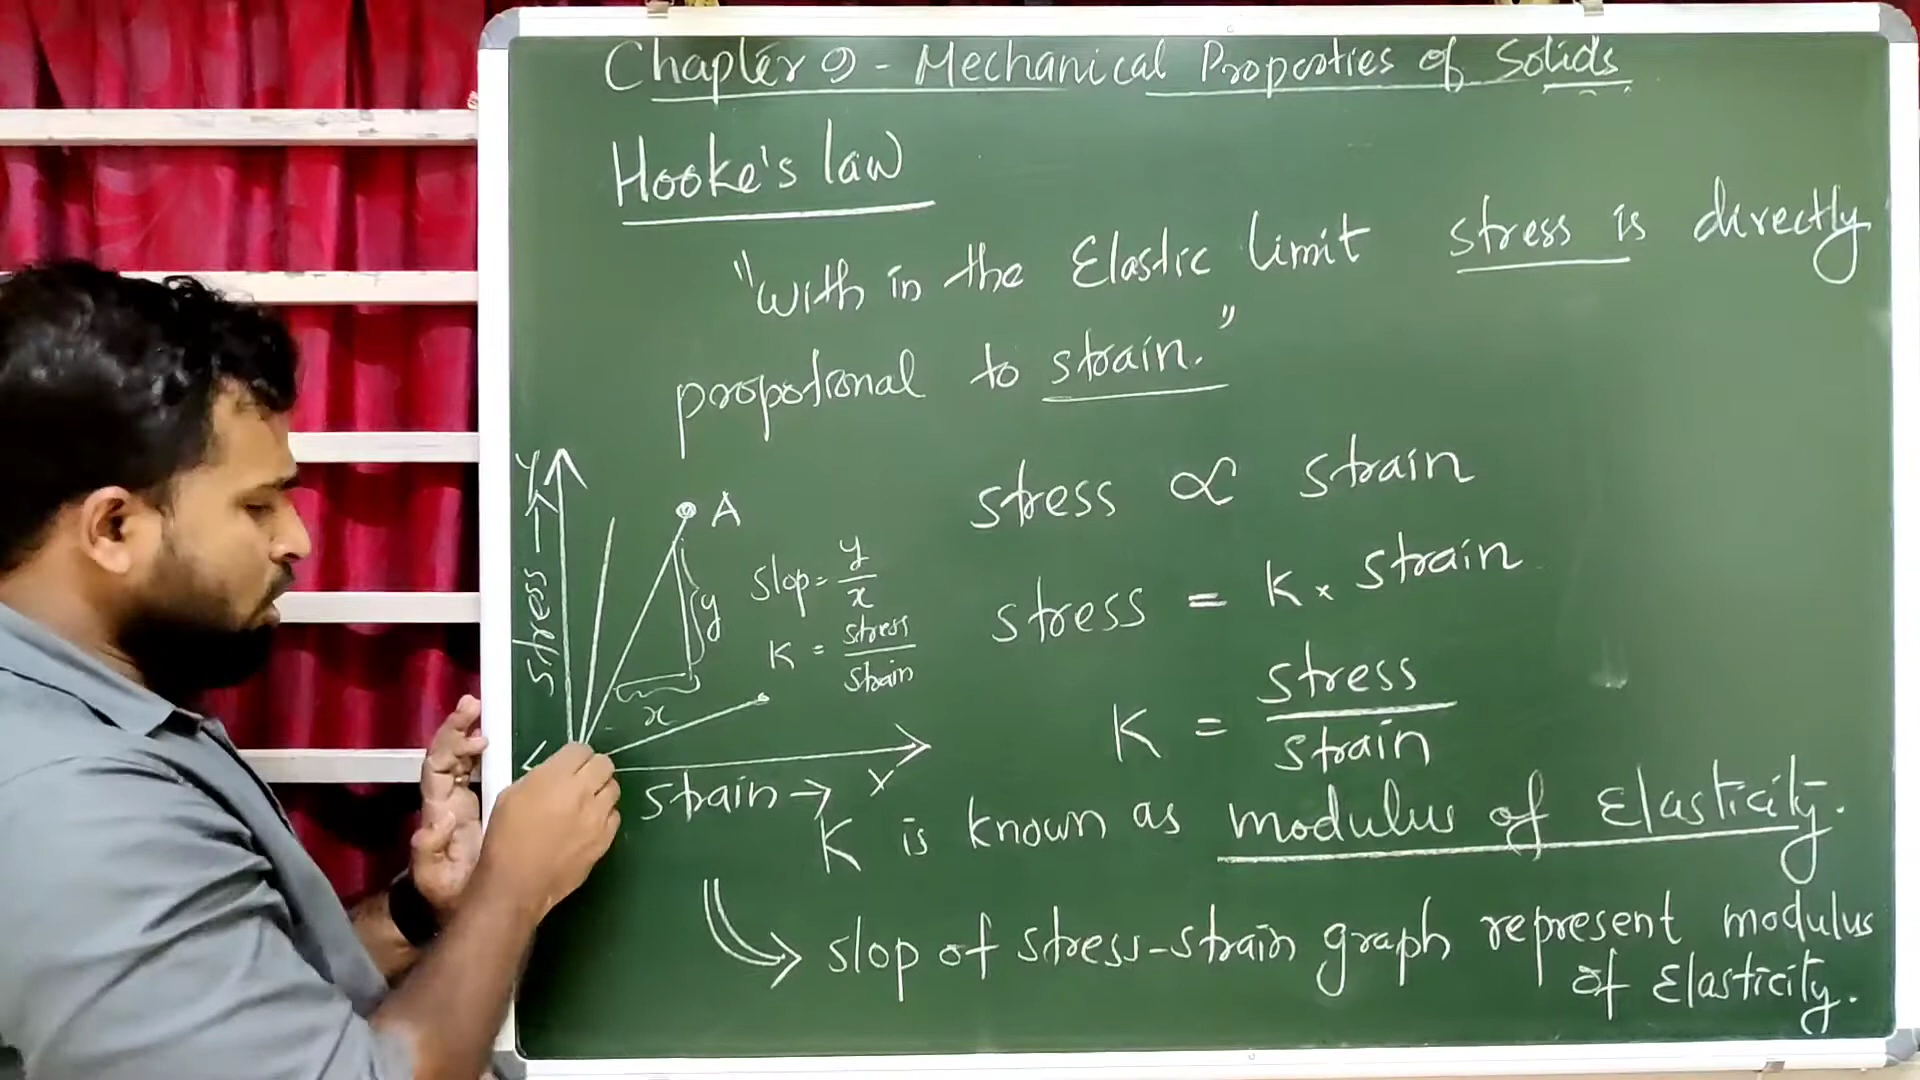 Chapter 9 - Mechanical Properties of Solids
Hooke's law
"with in the Elastic limit stress is directly
propotional to strain."
stress ∝ strain
stress = K × strain
K = stress / strain
K is known as modulus of Elasticity.
slop of stress-strain graph represent modulus
of Elasticity.
Y
stress →
A
y
x
Slop = y / x
K = stress / strain
strain →
X